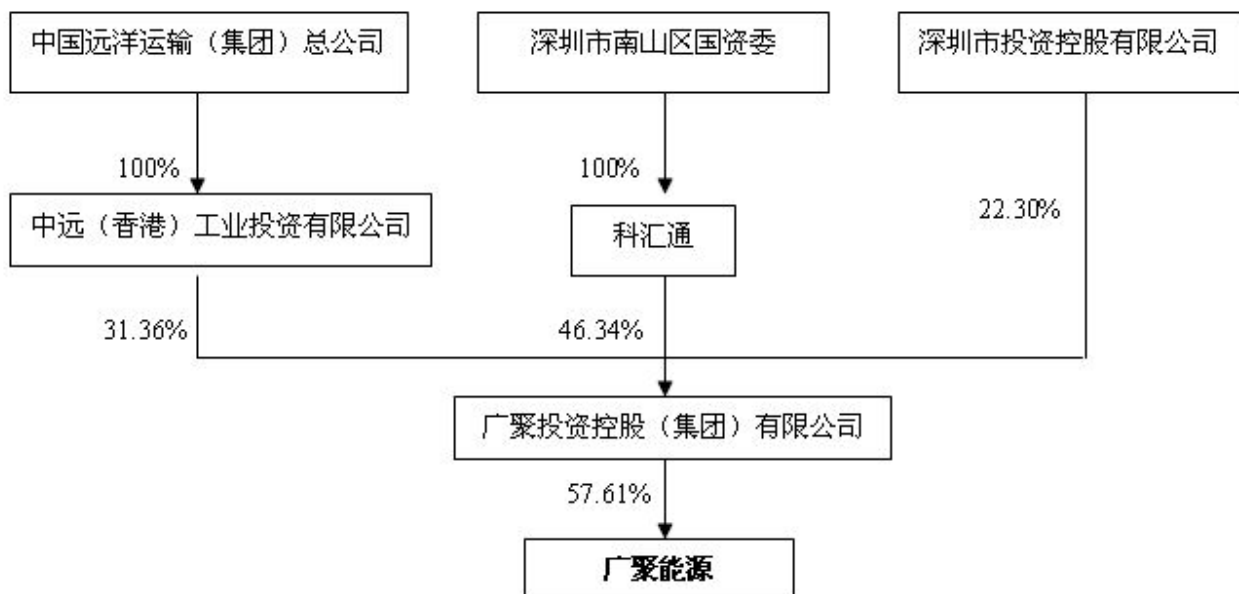 中国远洋运输（集团）总公司
深圳市南山区国资委
深圳市投资控股有限公司
100%
100%
中远（香港）工业投资有限公司
科汇通
22.30%
31.36%
46.34%
广聚投资控股（集团）有限公司
57.61%
广聚能源